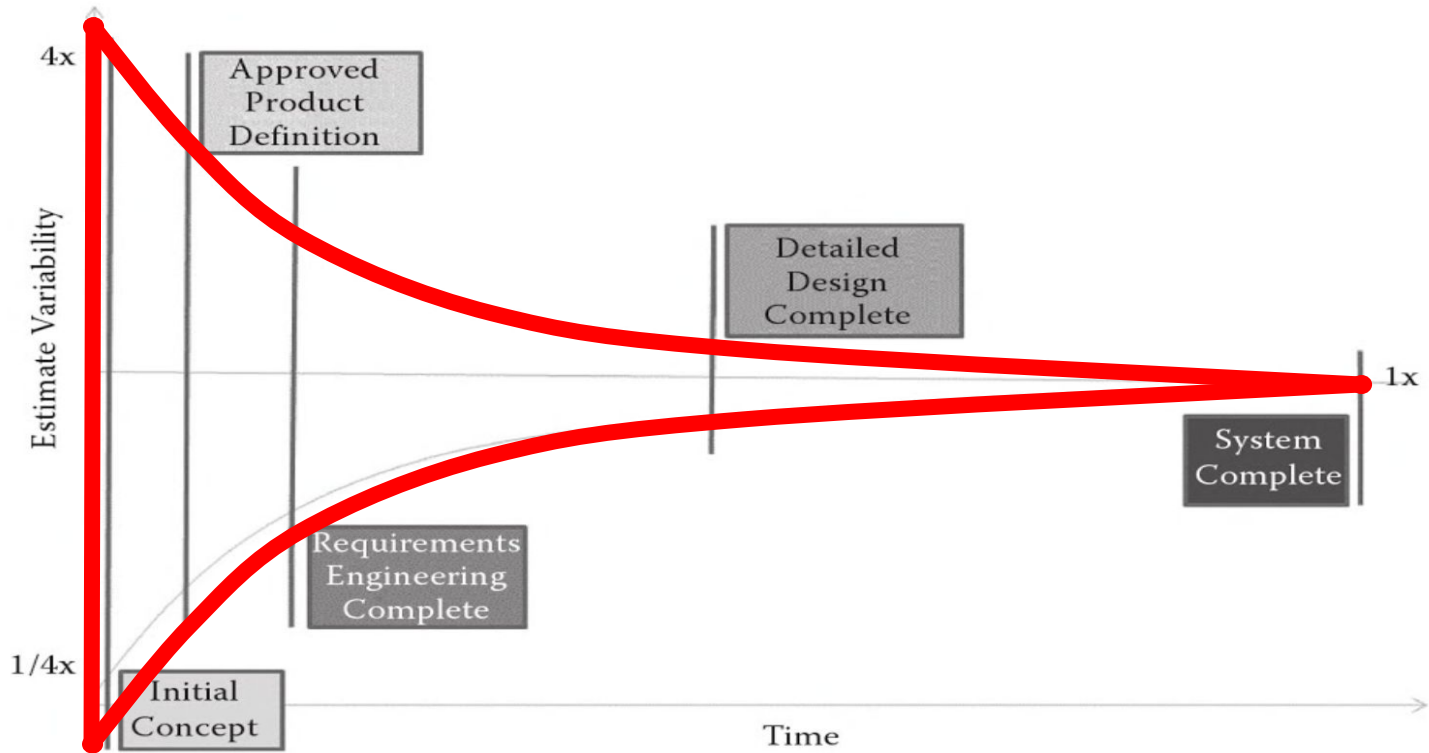 4x
Approved
Product
Definition
Detailed
Design
Complete
Estimate Variability
1x
System
Complete
Requirements
Engineering
Complete
1/4x
Initial
Concept
Time